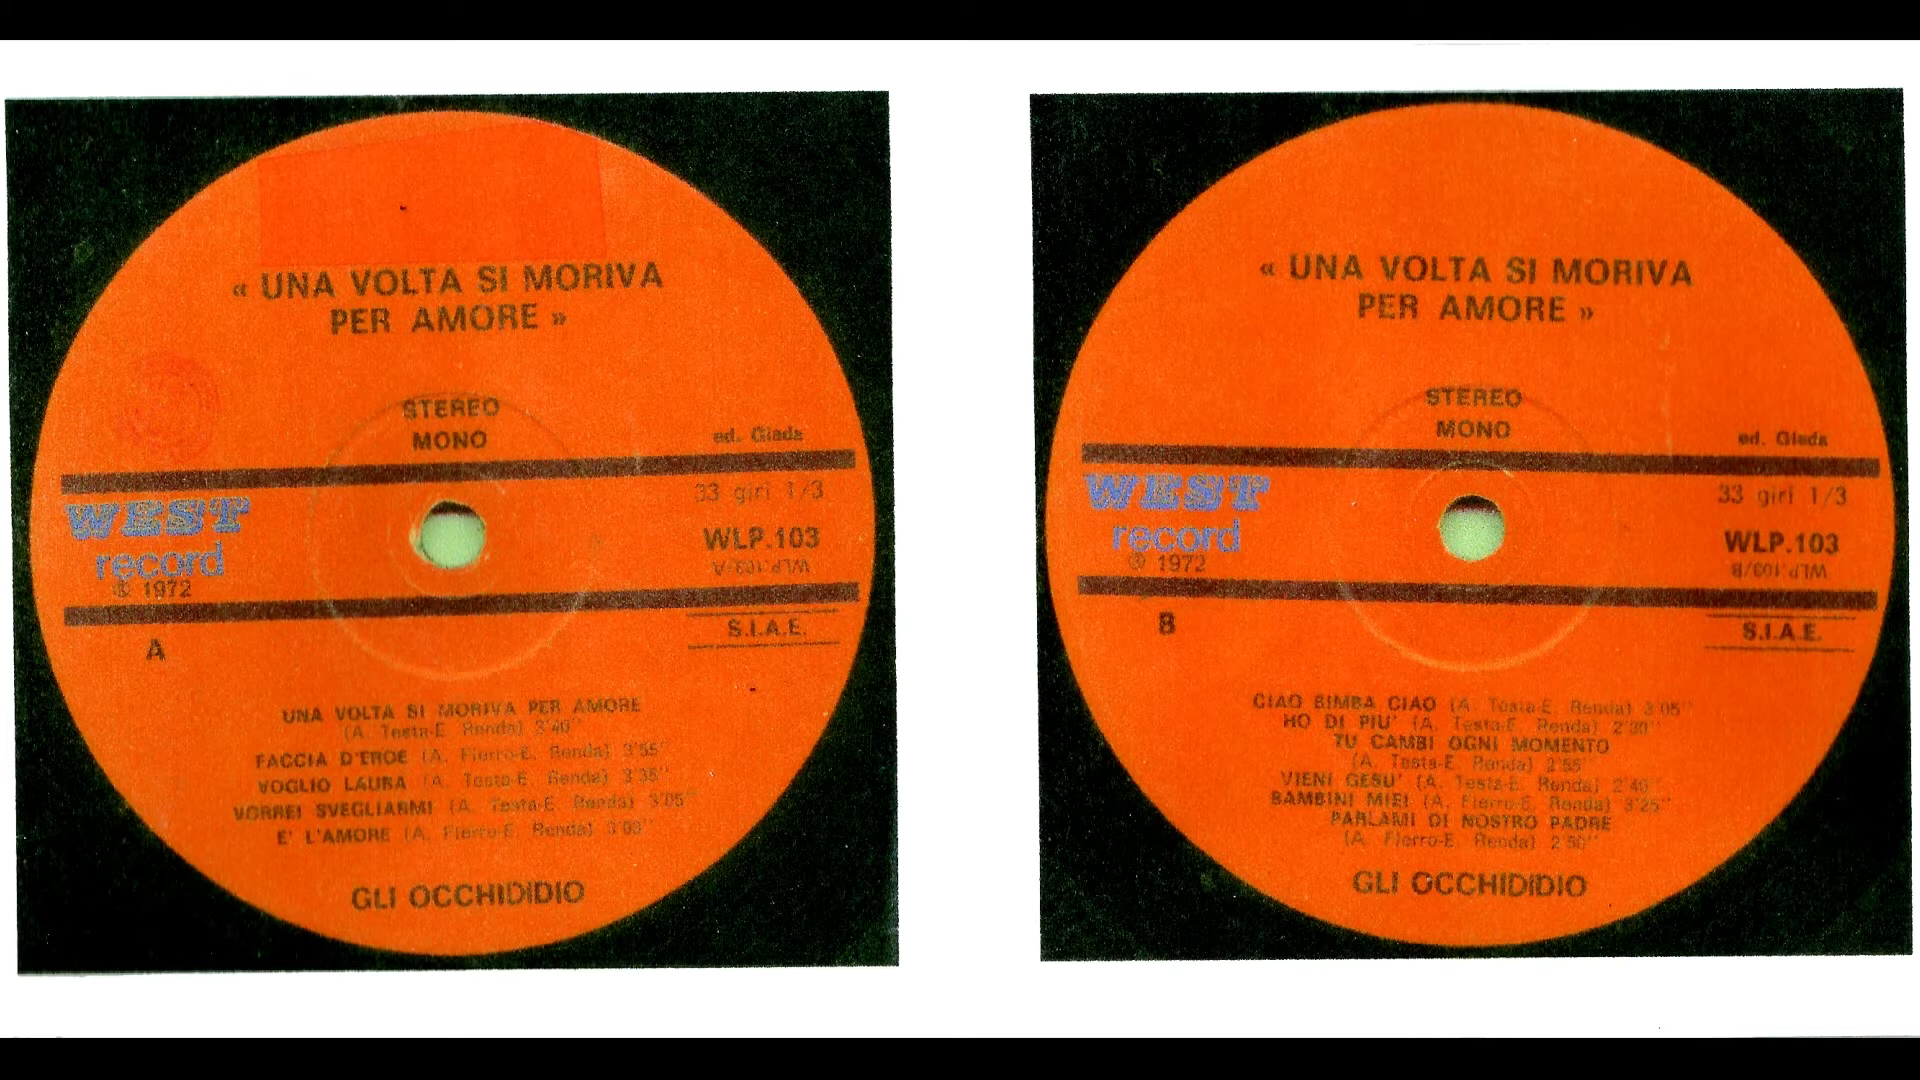 « UNA VOLTA SI MORIVA
PER AMORE »
STEREO
MONO
ed. Giada
WEST
record
℗ 1972
33 giri 1/3
WLP.103
WLP.103-A
S.I.A.E.
A
UNA VOLTA SI MORIVA PER AMORE
(A. Testa-E. Renda) 3'40''
FACCIA D'EROE (A. Fierro-E. Renda) 3'55''
VOGLIO LAURA (A. Testa-E. Renda) 3'35''
VORREI SVEGLIARMI (A. Testa-E. Renda) 3'05''
E' L'AMORE (A. Fierro-E. Renda)
GLI OCCHIDIDIO
« UNA VOLTA SI MORIVA
PER AMORE »
STEREO
MONO
ed. Giada
WEST
record
℗ 1972
33 giri 1/3
WLP.103
WLP.103/B
S.I.A.E.
B
CIAO BIMBA CIAO (A. Testa-E. Renda) 3'05''
HO DI PIU' (A. Testa-E. Renda) 2'30''
TU CAMBI OGNI MOMENTO
(A. Testa-E. Renda) 2'55''
VIENI GESU' (A. Testa-E. Renda) 2'40''
BAMBINI MIEI (A. Fierro-E. Renda) 3'25''
PARLAMI DI NOSTRO PADRE
(A. Fierro-E. Renda) 2'50''
GLI OCCHIDIDIO